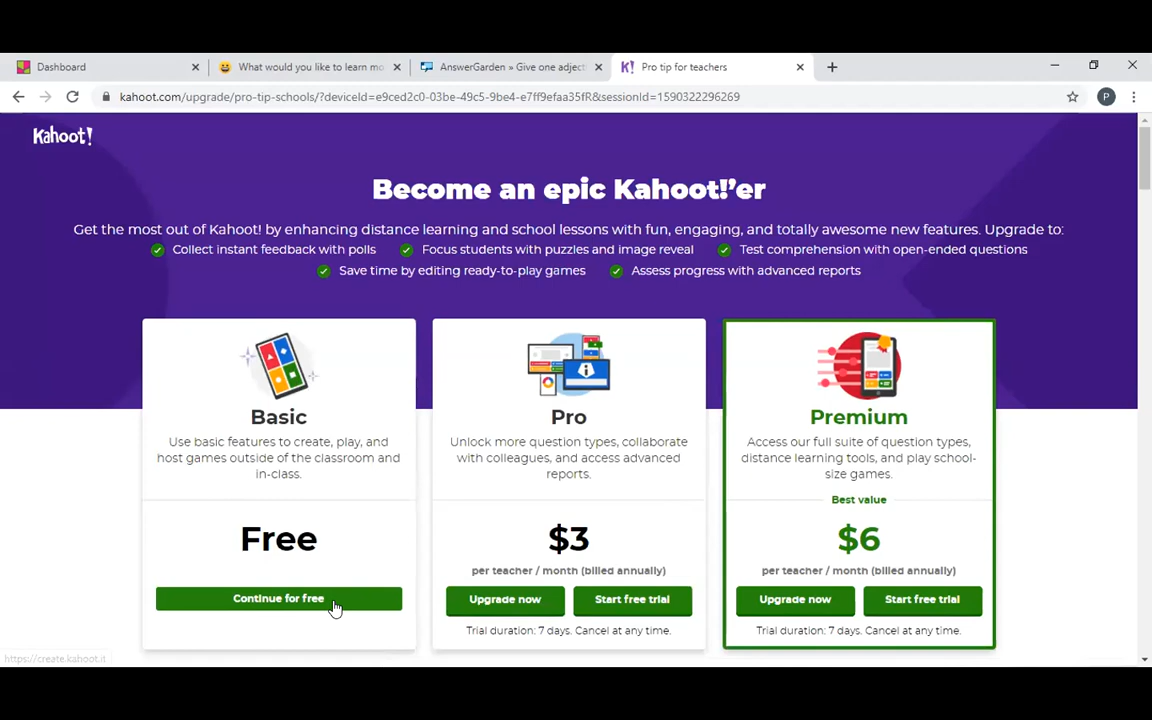 Dashboard
What would you like to learn mo
AnswerGarden » Give one adject
Pro tip for teachers
kahoot.com/upgrade/pro-tip-schools/?deviceId=e9ced2c0-03be-49c5-9be4-e7ff9efaa35fR&sessionId=1590322296269
P
Kahoot!
Become an epic Kahoot!'er
Get the most out of Kahoot! by enhancing distance learning and school lessons with fun, engaging, and totally awesome new features. Upgrade to:
Collect instant feedback with polls
Focus students with puzzles and image reveal
Test comprehension with open-ended questions
Save time by editing ready-to-play games
Assess progress with advanced reports
Basic
Use basic features to create, play, and
host games outside of the classroom and
in-class.
Free
Continue for free
Pro
Unlock more question types, collaborate
with colleagues, and access advanced
reports.
$3
per teacher / month (billed annually)
Upgrade now
Start free trial
Trial duration: 7 days. Cancel at any time.
Premium
Access our full suite of question types,
distance learning tools, and play school-
size games.
Best value
$6
per teacher / month (billed annually)
Upgrade now
Start free trial
Trial duration: 7 days. Cancel at any time.
https://create.kahoot.it